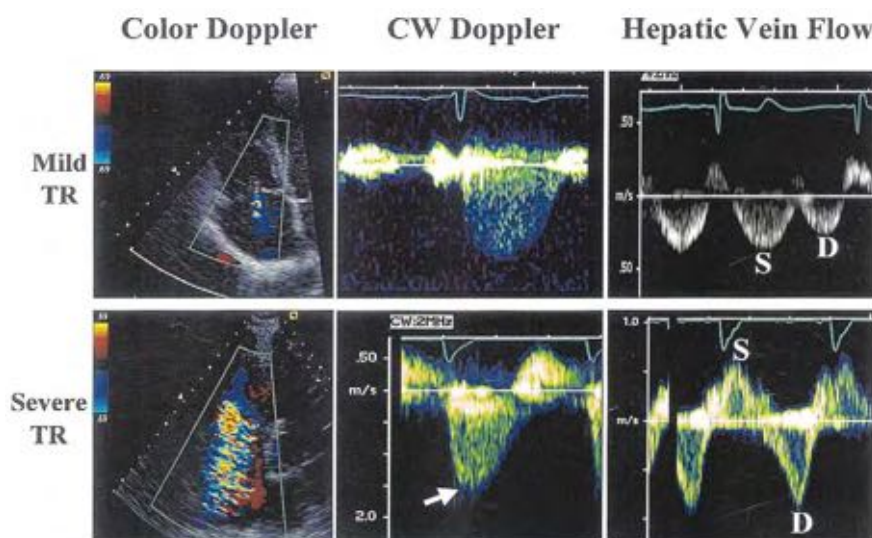 Color Doppler
CW Doppler
Hepatic Vein Flow
Mild
TR
.50
m/s
.50
S
D
Severe
TR
CW:2MHz
.50
m/s
2.0
1.0
m/s
S
D